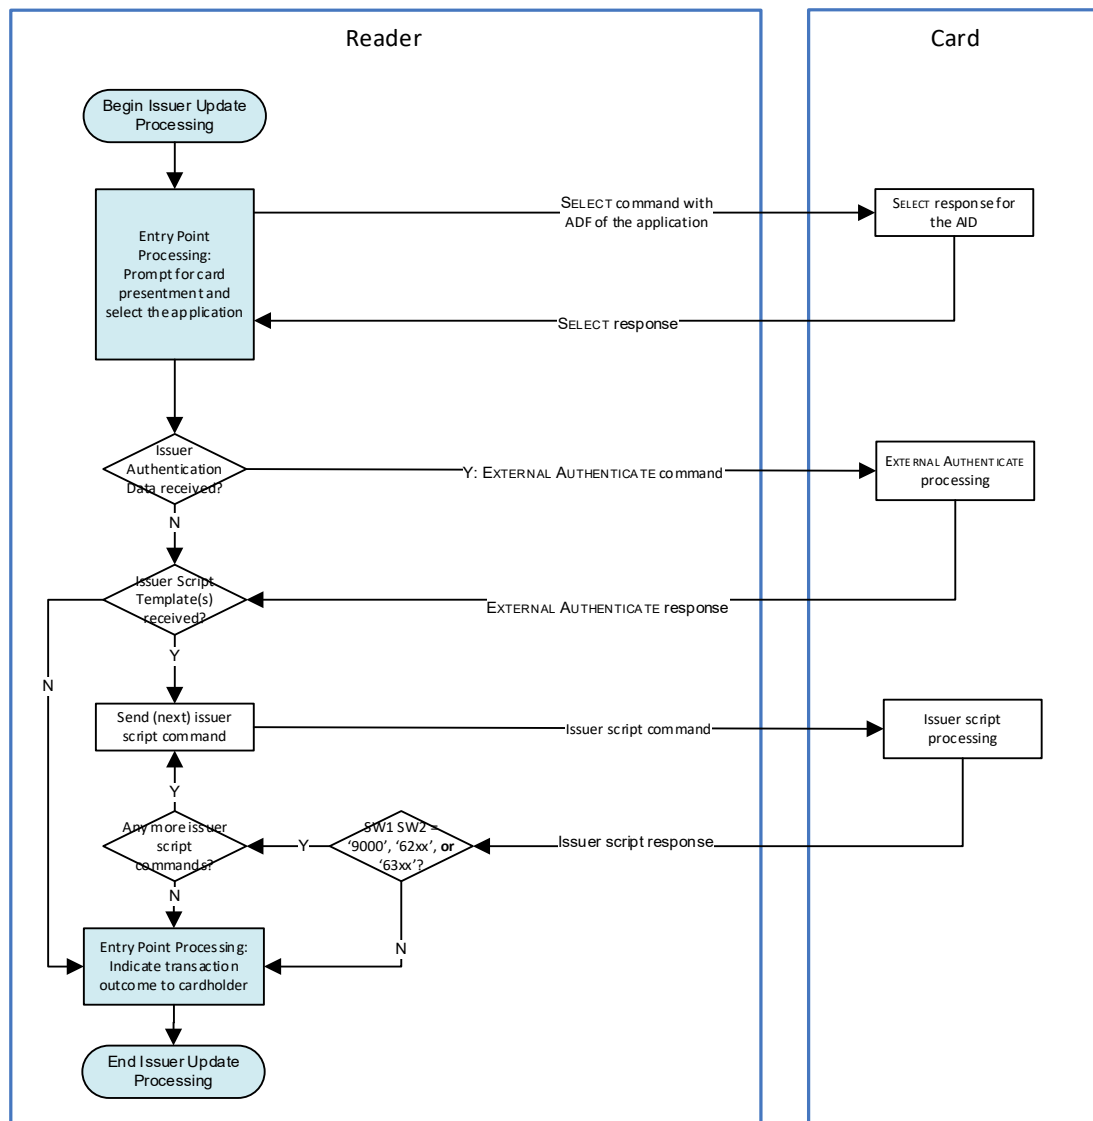 Reader
Card
Begin Issuer Update
Processing
Entry Point
Processing:
Prompt for card
presentment and
select the application
SELECT command with
ADF of the application
SELECT response for
the AID
SELECT response
Issuer
Authentication
Data received?
Y: EXTERNAL AUTHENTICATE command
EXTERNAL AUTHENTICATE
processing
N
Issuer Script
Template(s)
received?
EXTERNAL AUTHENTICATE response
Y
N
Send (next) issuer
script command
Issuer script command
Issuer script
processing
Y
Any more issuer
script
commands?
Y
SW1 SW2 =
‘9000’, ‘62xx’, or
‘63xx’?
Issuer script response
N
N
Entry Point Processing:
Indicate transaction
outcome to cardholder
End Issuer Update
Processing